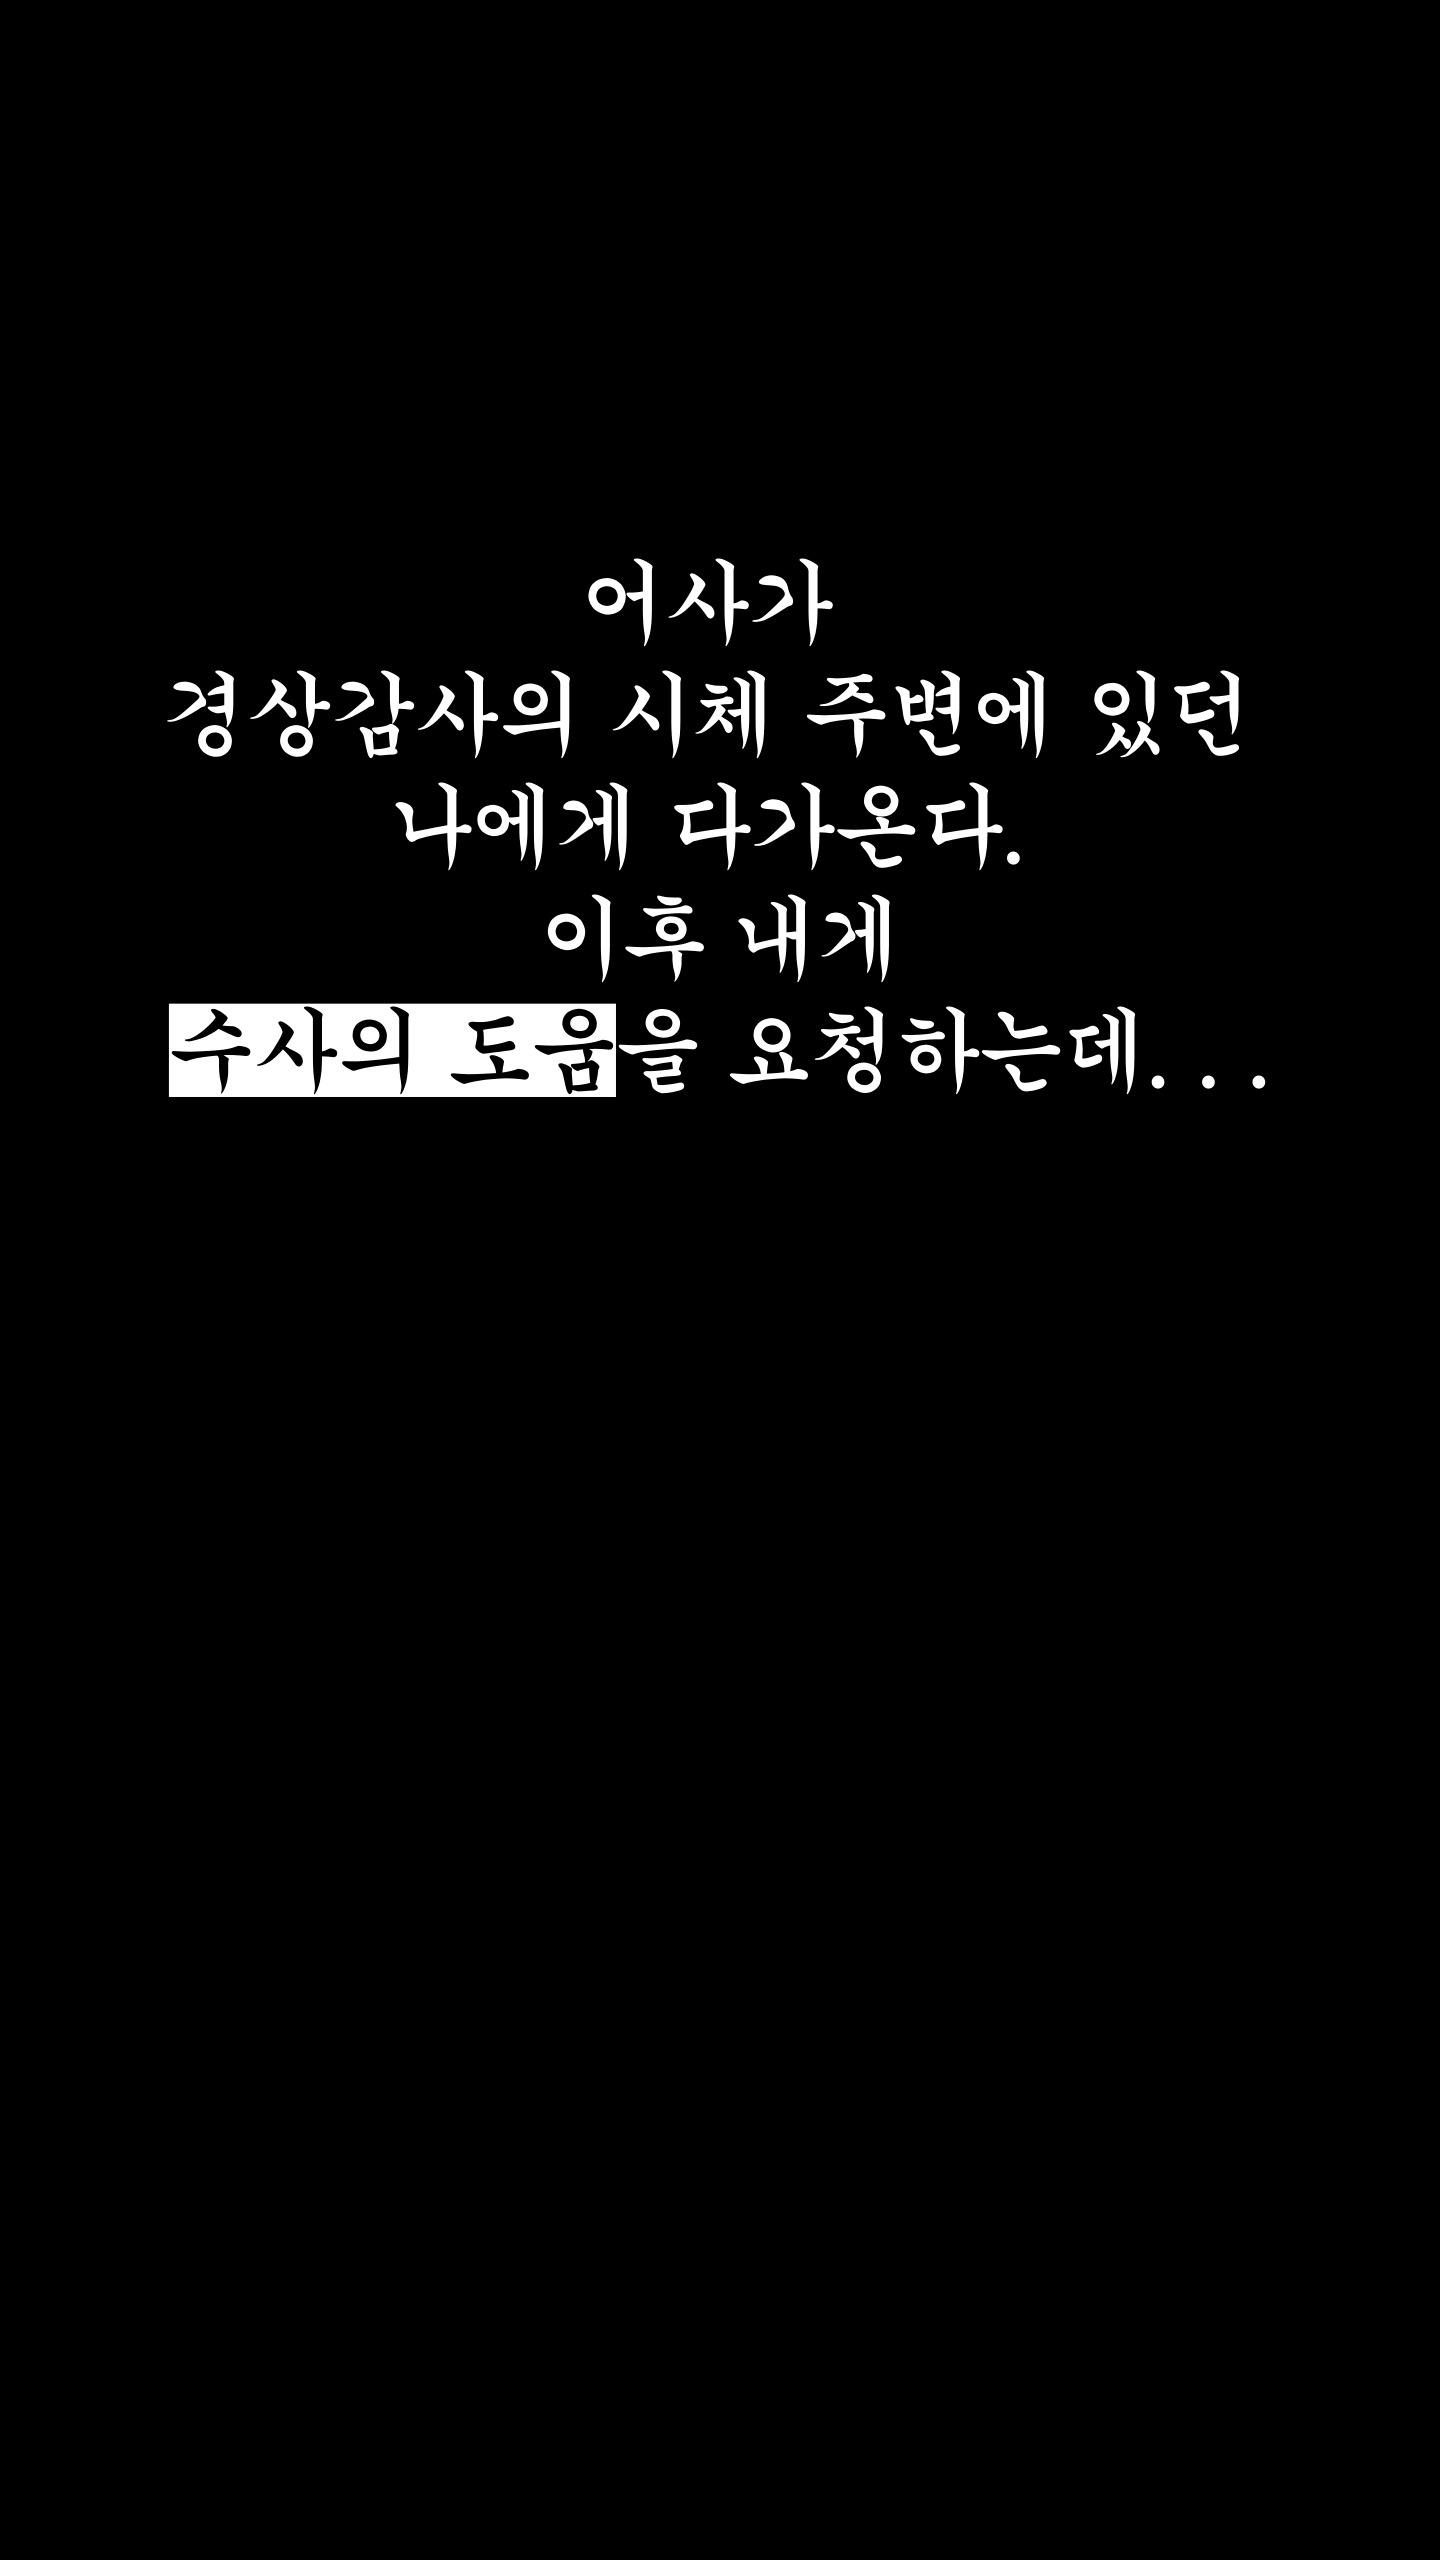 어사가
경상감사의 시체 주변에 있던
나에게 다가온다.
이후 내게
수사의 도움을 요청하는데...